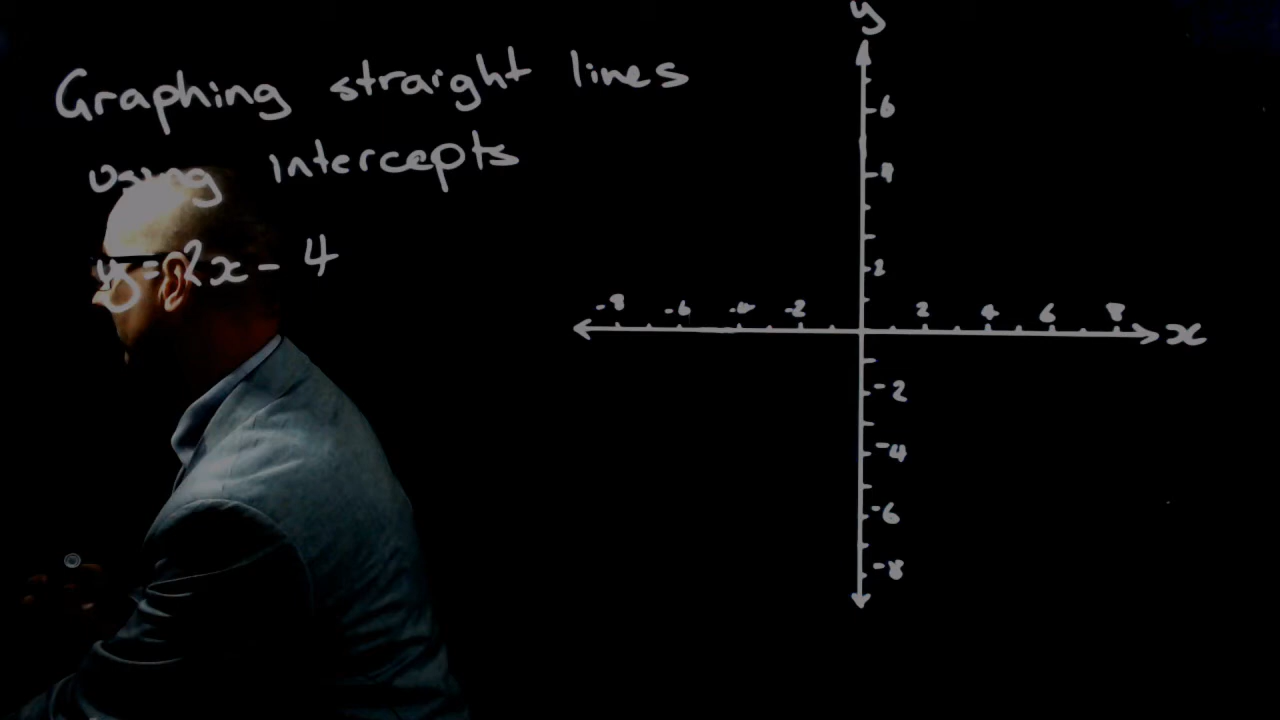 Graphing straight lines
using intercepts
y = 2x - 4
y
6
2
-8 -6 -4 -2 2 4 6 8 x
-2
-4
-6
-8